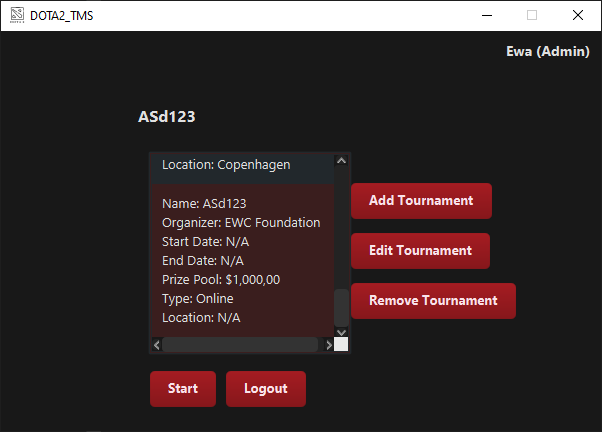 DOTA2_TMS
Ewa (Admin)
ASd123
Location: Copenhagen
Name: ASd123
Organizer: EWC Foundation
Start Date: N/A
End Date: N/A
Prize Pool: $1,000,00
Type: Online
Location: N/A
Add Tournament
Edit Tournament
Remove Tournament
Start
Logout